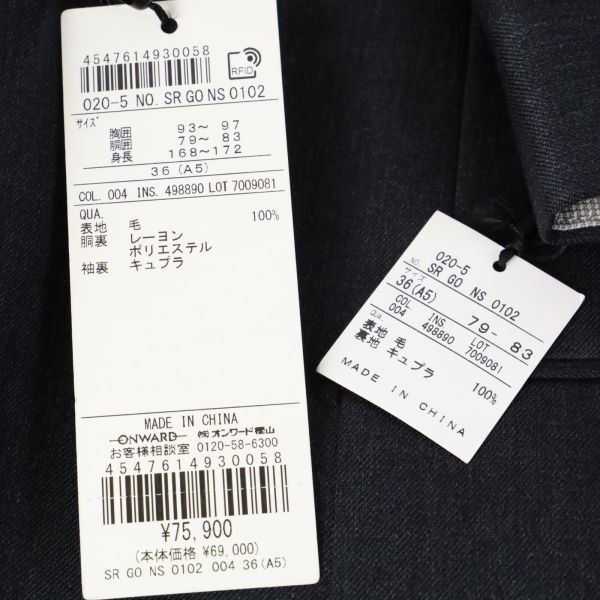 4547614930058
RFID
020-5 NO. SR GO NS 0102
サイズ
胸囲 93～ 97
胴囲 79～ 83
身長 168～172
36 (A5)
COL. 004 INS. 498890 LOT 7009081
QUA.
表地 毛 100%
胴裏 レーヨン
ポリエステル
袖裏 キュプラ
MADE IN CHINA
ONWARD ㈱オンワード樫山
お客様相談室 0120-58-6300
4547614930058
¥75,900
(本体価格 ¥69,000)
SR GO NS 0102 004 36(A5)
020-5
NO. SR GO NS 0102
サイズ
36(A5) 79- 83
COL INS LOT
004 498890 7009081
QUA.
表地 毛 100%
裏地 キュプラ
MADE IN CHINA